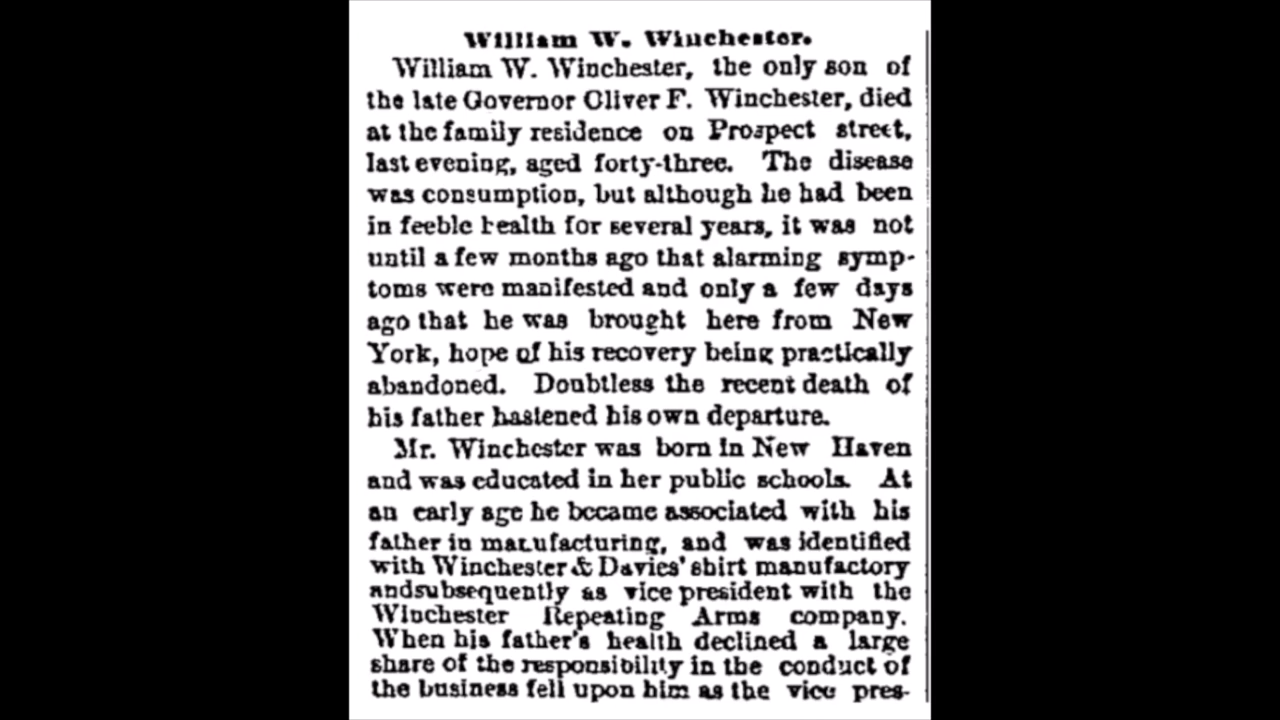 William W. Winchester.
William W. Winchester, the only son of
the late Governor Oliver F. Winchester, died
at the family residence on Prospect street,
last evening, aged forty-three. The disease
was consumption, but although he had been
in feeble health for several years, it was not
until a few months ago that alarming symp-
toms were manifested and only a few days
ago that he was brought here from New
York, hope of his recovery being practically
abandoned. Doubtless the recent death of
his father hastened his own departure.
Mr. Winchester was born in New Haven
and was educated in her public schools. At
an early age he became associated with his
father in manufacturing, and was identified
with Winchester & Davies' shirt manufactory
andsubsequently as vice president with the
Winchester Repeating Arms company.
When his father's health declined a large
share of the responsibility in the conduct of
the business fell upon him as the vice pres-